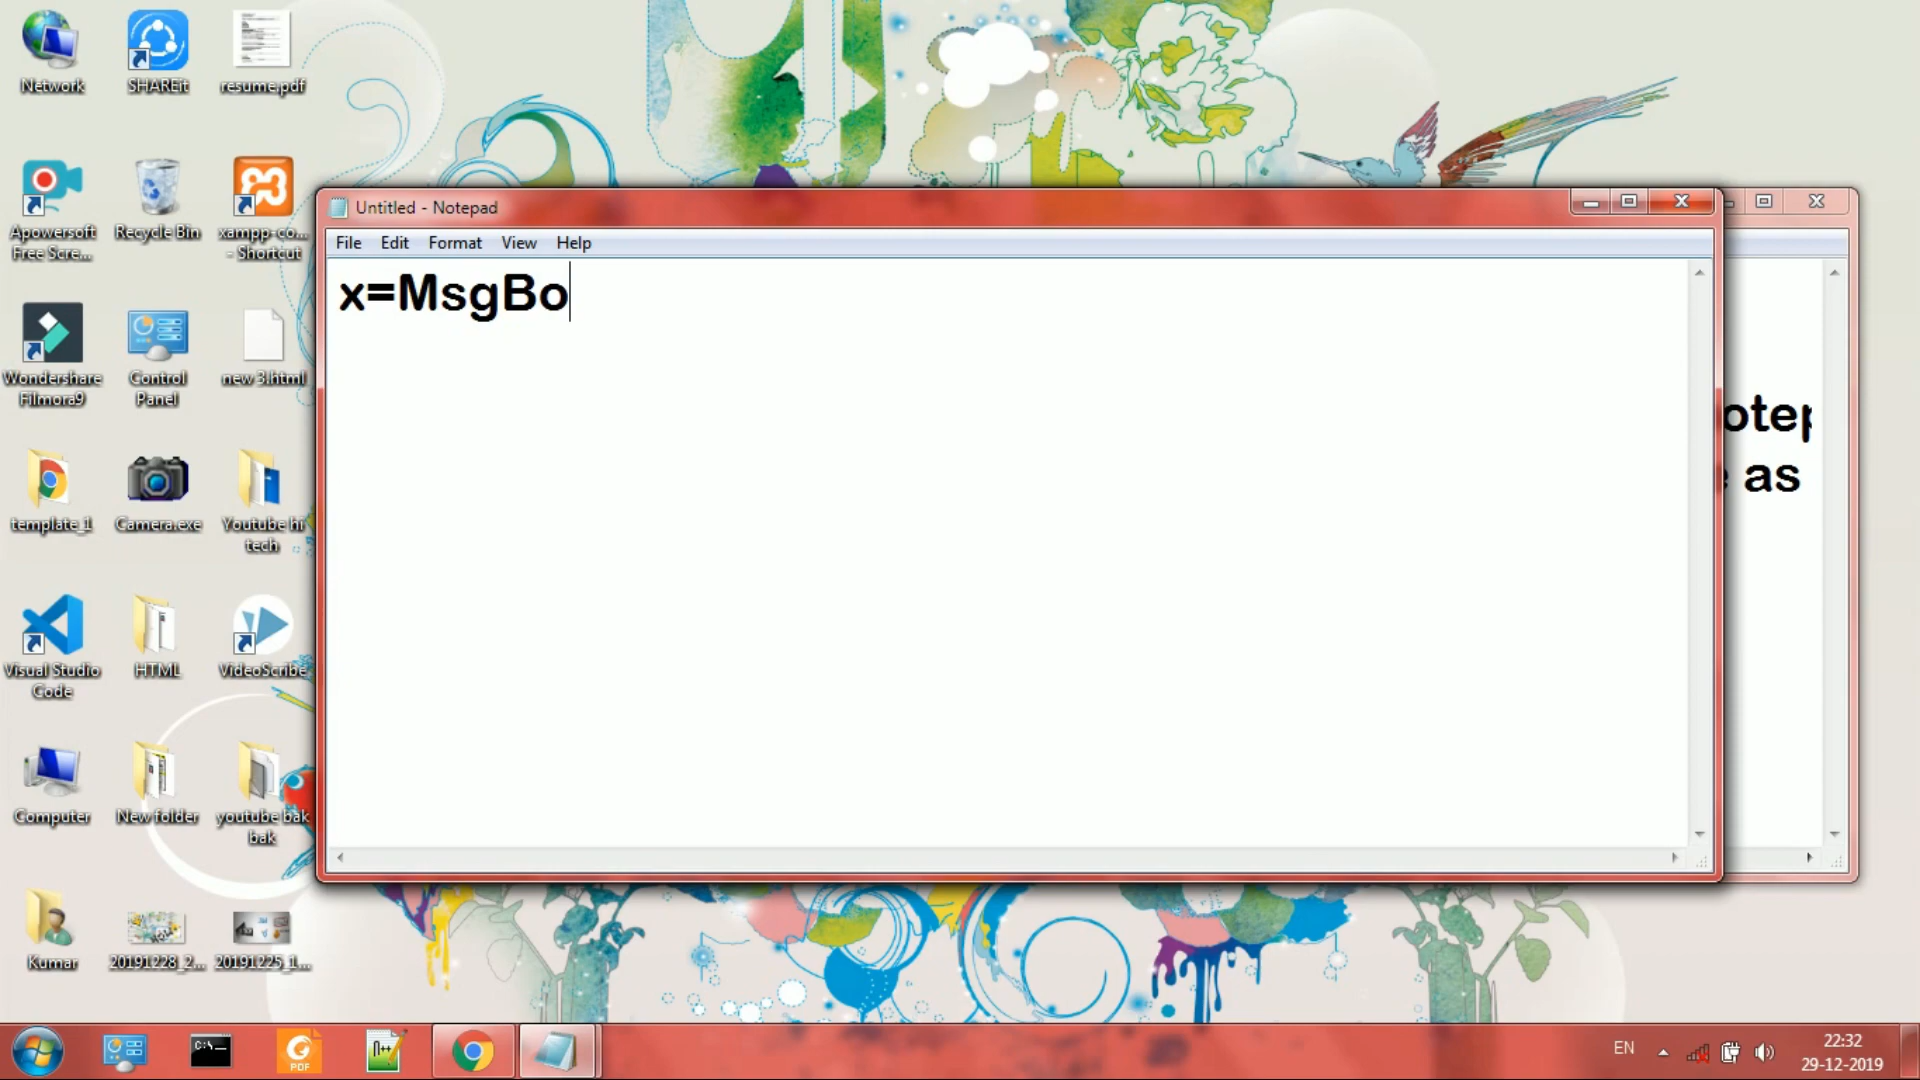 Network
SHAREit
resume.pdf
Apowersoft
Free Scre...
Recycle Bin
xampp-co...
- Shortcut
Wondershare
Filmora9
Control
Panel
new 3.html
template_1
Camera.exe
Youtube hi
tech
Visual Studio
Code
HTML
VideoScribe
Computer
New folder
youtube bak
bak
Kumar
20191228_2...
20191225_1...
Untitled - Notepad
File Edit Format View Help
x=MsgBo
otep
as
C:\_
PDF
N++
EN
22:32
29-12-2019